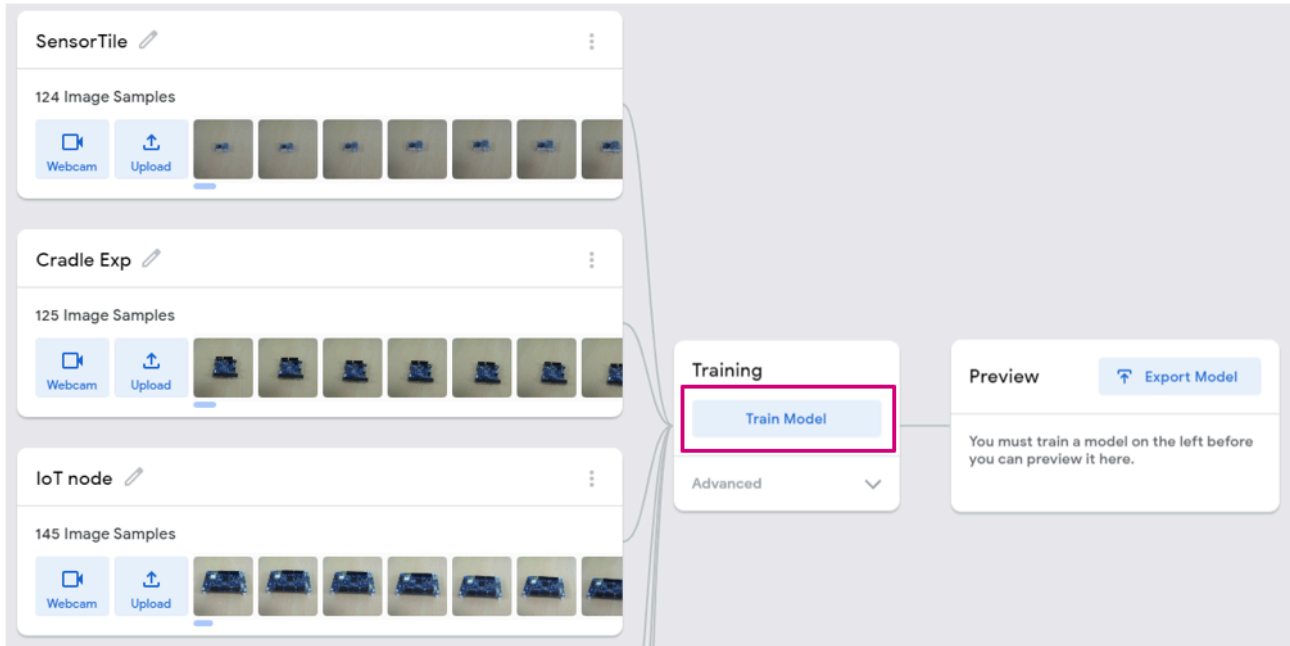 SensorTile
124 Image Samples
Webcam
Upload
Cradle Exp
125 Image Samples
Webcam
Upload
IoT node
145 Image Samples
Webcam
Upload
Training
Train Model
Advanced
Preview
Export Model
You must train a model on the left before
you can preview it here.